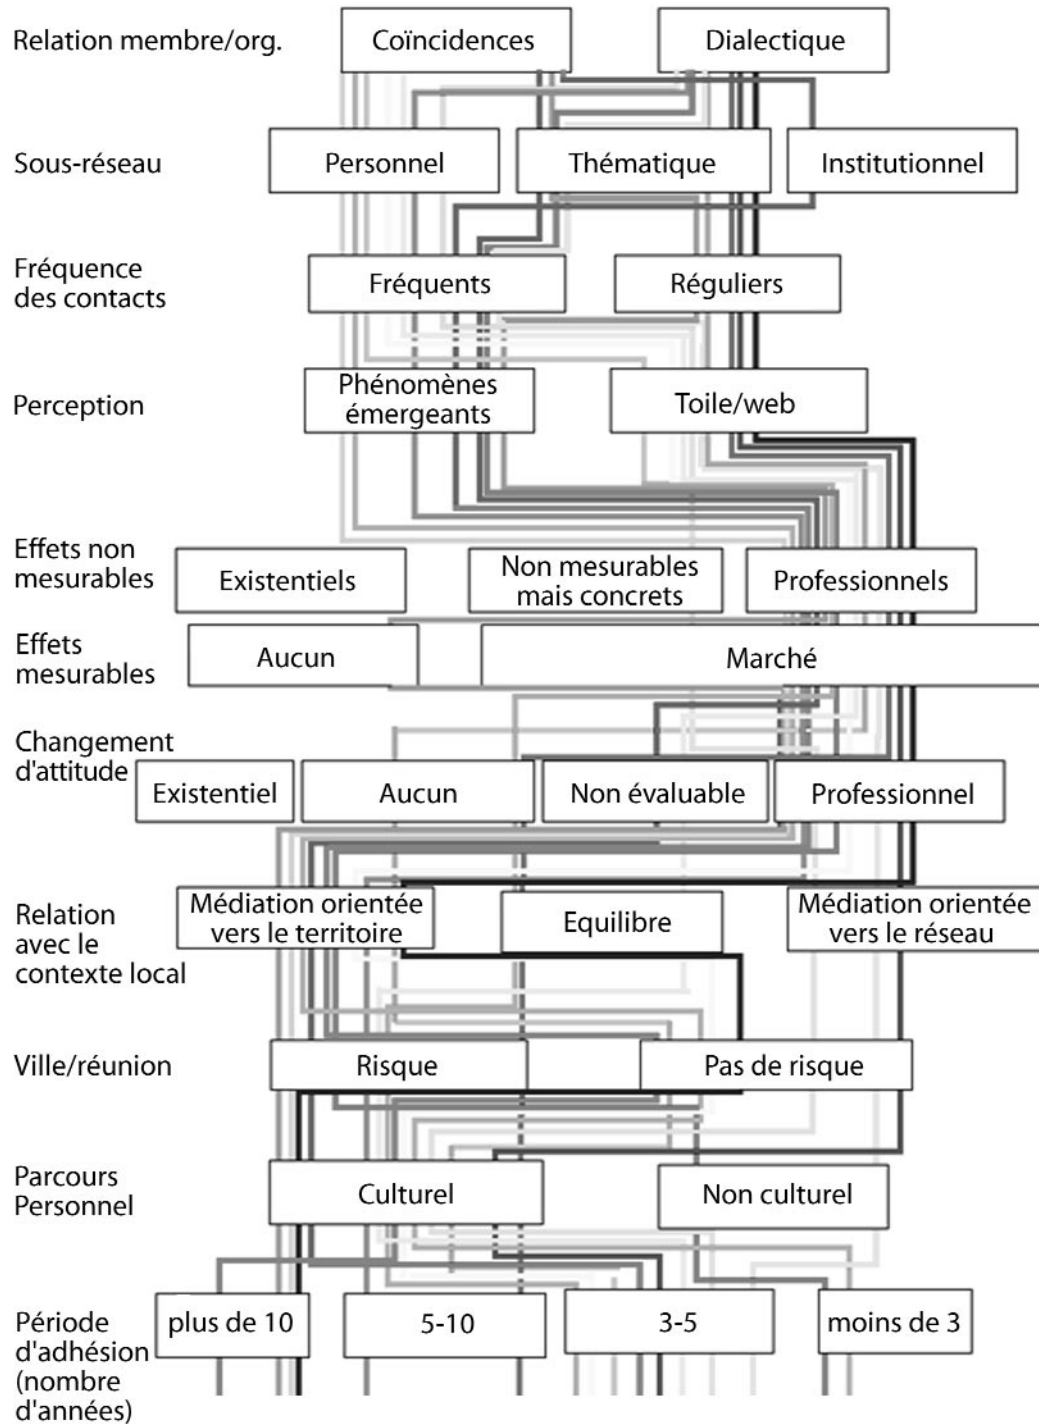 Relation membre/org.
Coïncidences
Dialectique
Sous-réseau
Personnel
Thématique
Institutionnel
Fréquence
des contacts
Fréquents
Réguliers
Perception
Phénomènes
émergeants
Toile/web
Effets non
mesurables
Existentiels
Non mesurables
mais concrets
Professionnels
Effets
mesurables
Aucun
Marché
Changement
d'attitude
Existentiel
Aucun
Non évaluable
Professionnel
Relation
avec le
contexte local
Médiation orientée
vers le territoire
Equilibre
Médiation orientée
vers le réseau
Ville/réunion
Risque
Pas de risque
Parcours
Personnel
Culturel
Non culturel
Période
d'adhésion
(nombre
d'années)
plus de 10
5-10
3-5
moins de 3